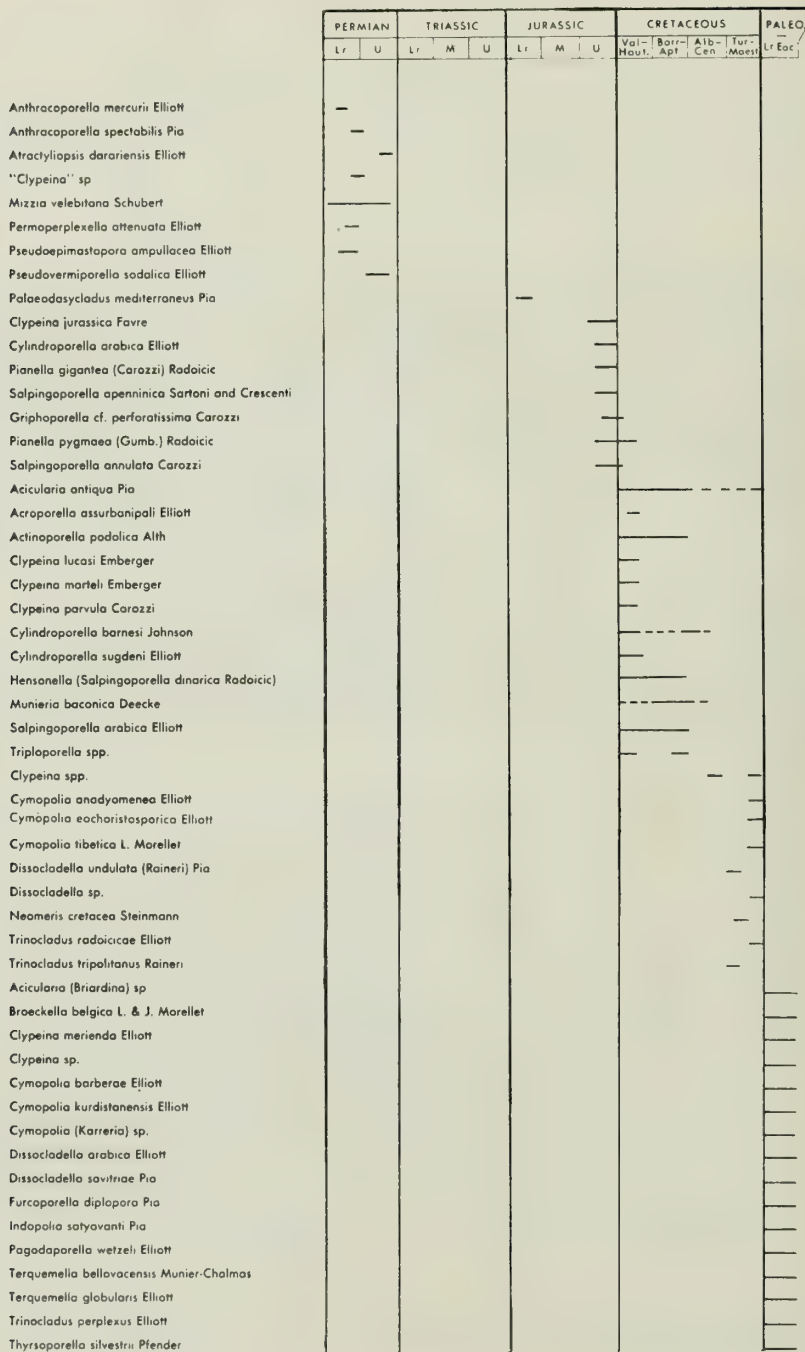 PERMIAN TRIASSIC JURASSIC CRETACEOUS PALEO
Lr U Lr M U Lr M U Val- Barr- Alb- Tur- Lr Eoc
Haut. Apt Cen Maest
Anthracoporella mercurii Elliott
Anthracoporella spectabilis Pia
Atractyliopsis darariensis Elliott
"Clypeina" sp
Mizzia velebitana Schubert
Permoperplexella attenuata Elliott
Pseudoepimastopora ampullacea Elliott
Pseudovermiporella sodalica Elliott
Palaeodasycladus mediterraneus Pia
Clypeina jurassica Favre
Cylindroporella arabica Elliott
Pianella gigantea (Carozzi) Radoicic
Salpingoporella apenninica Sartoni and Crescenti
Griphoporella cf. perforatissima Carozzi
Pianella pygmaea (Gumb.) Radoicic
Salpingoporella annulata Carozzi
Acicularia antiqua Pia
Acroporella assurbanipali Elliott
Actinoporella podolica Alth
Clypeina lucasi Emberger
Clypeina marteli Emberger
Clypeina parvula Carozzi
Cylindroporella barnesi Johnson
Cylindroporella sugdeni Elliott
Hensonella (Salpingoporella dinarica Radoicic)
Munieria baconica Deecke
Salpingoporella arabica Elliott
Triploporella spp.
Clypeina spp.
Cymopolia anadyomenea Elliott
Cymopolia eochoristosporica Elliott
Cymopolia tibetica L. Morellet
Dissocladella undulata (Raineri) Pia
Dissocladella sp.
Neomeris cretacea Steinmann
Trinocladus radoicicae Elliott
Trinocladus tripolitanus Raineri
Acicularia (Briardina) sp
Broeckella belgica L. & J. Morellet
Clypeina merienda Elliott
Clypeina sp.
Cymopolia barberae Elliott
Cymopolia kurdistanensis Elliott
Cymopolia (Karreria) sp.
Dissocladella arabica Elliott
Dissocladella savitriae Pia
Furcoporella diplopora Pia
Indopolia satyavanti Pia
Pagodaporella wetzeli Elliott
Terquemella bellovacensis Munier-Chalmas
Terquemella globularis Elliott
Trinocladus perplexus Elliott
Thyrsoporella silvestrii Pfender